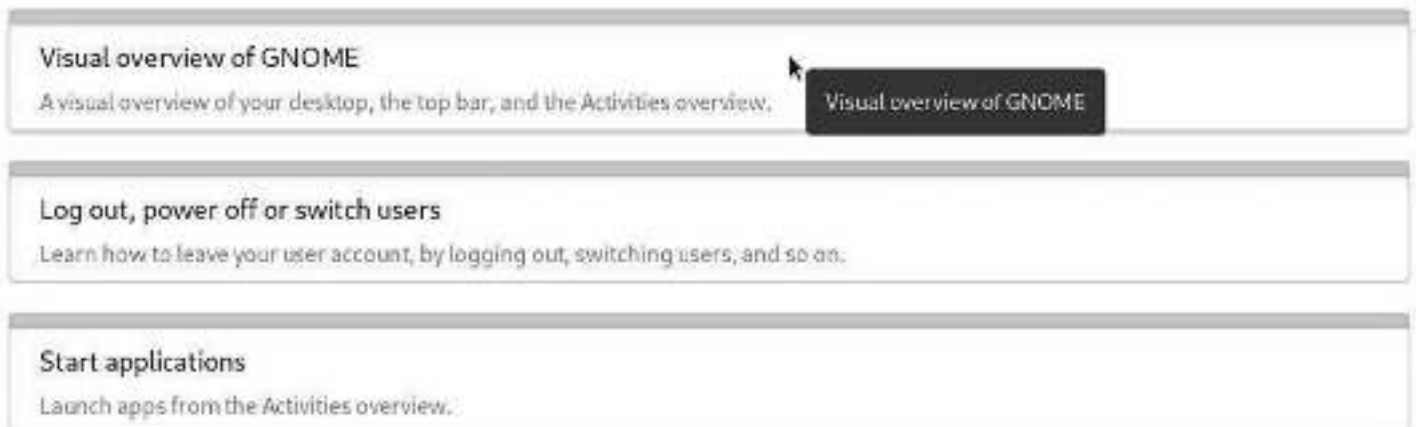 Visual overview of GNOME
A visual overview of your desktop, the top bar, and the Activities overview.
Visual overview of GNOME
Log out, power off or switch users
Learn how to leave your user account, by logging out, switching users, and so on.
Start applications
Launch apps from the Activities overview.